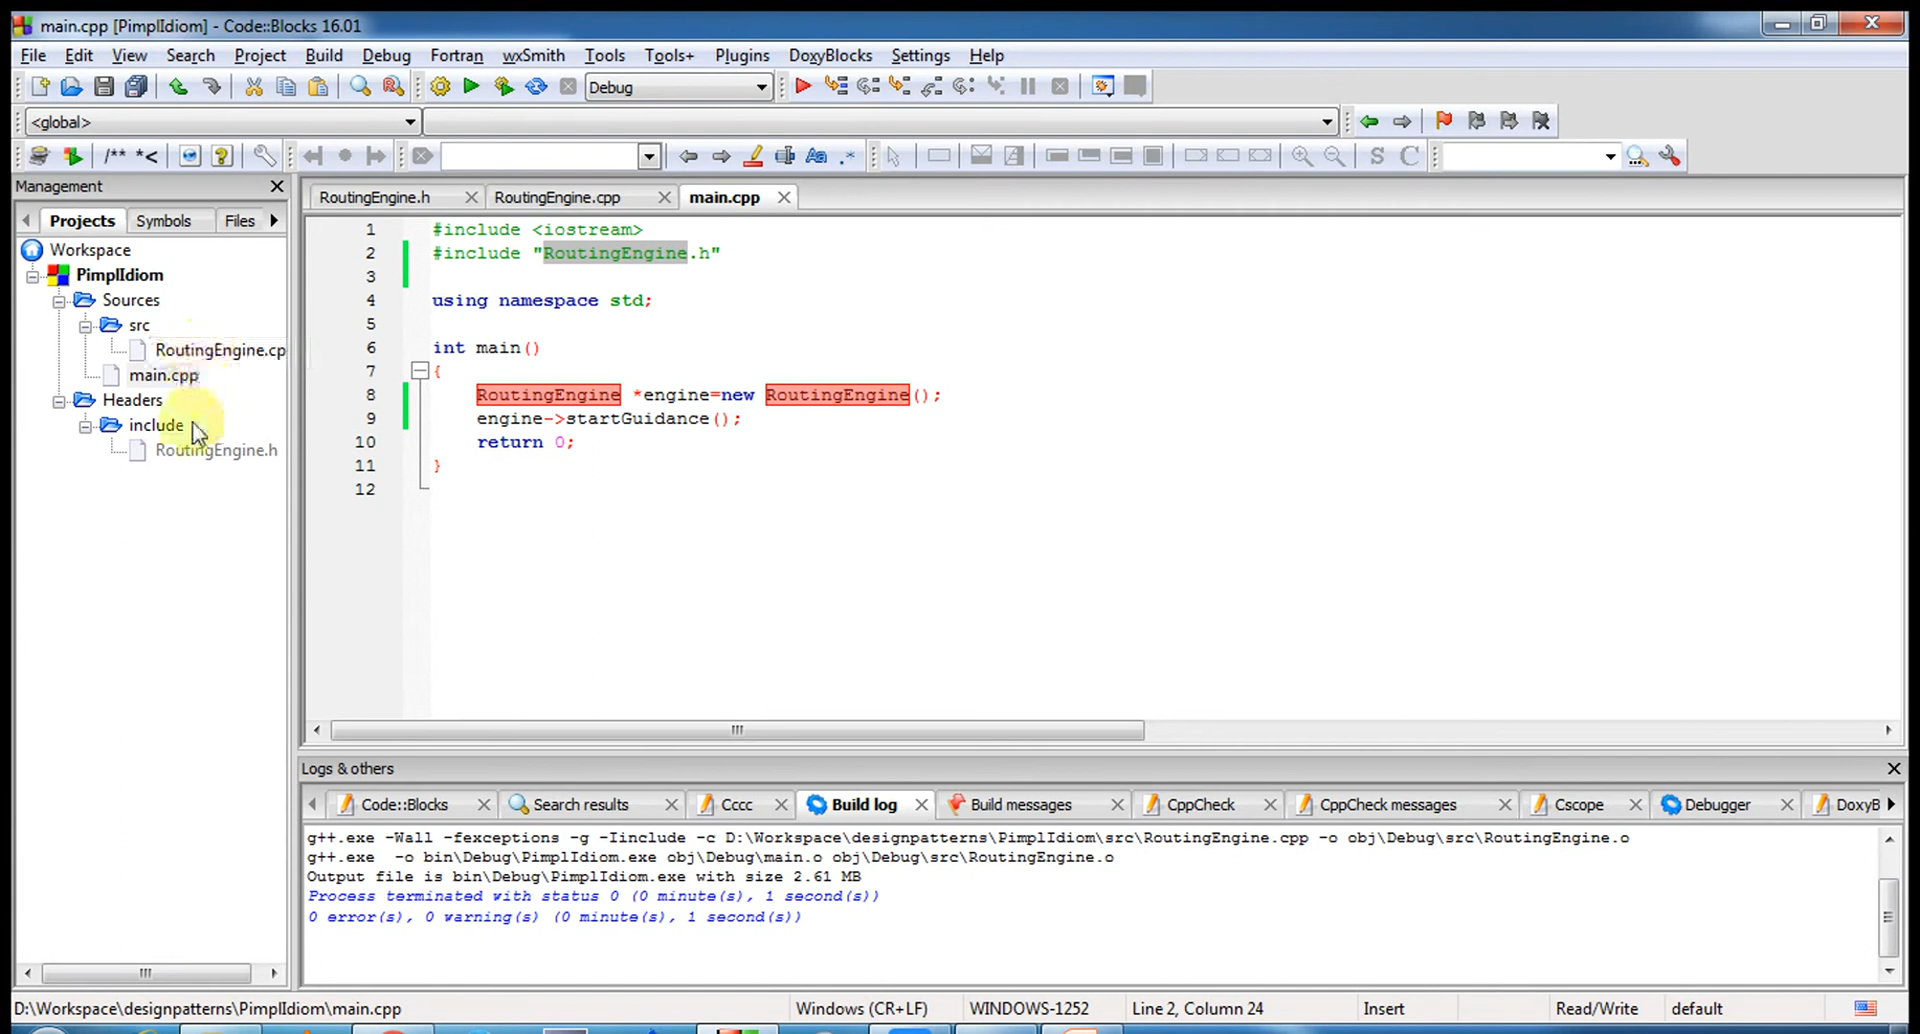 main.cpp [PimplIdiom] - Code::Blocks 16.01
File Edit View Search Project Build Debug Fortran wxSmith Tools Tools+ Plugins DoxyBlocks Settings Help
Debug
<global>
/** *<
Aa .*
S C
Management
Projects Symbols Files
RoutingEngine.h RoutingEngine.cpp main.cpp
Workspace
PimplIdiom
Sources
src
RoutingEngine.cp
main.cpp
Headers
include
RoutingEngine.h
1 #include <iostream>
2 #include "RoutingEngine.h"
3
4 using namespace std;
5
6 int main()
7 {
8 RoutingEngine *engine=new RoutingEngine();
9 engine->startGuidance();
10 return 0;
11 }
12
Logs & others
Code::Blocks Search results Cccc Build log Build messages CppCheck CppCheck messages Cscope Debugger DoxyB
g++.exe -Wall -fexceptions -g -Iinclude -c D:\Workspace\designpatterns\PimplIdiom\src\RoutingEngine.cpp -o obj\Debug\src\RoutingEngine.o
g++.exe -o bin\Debug\PimplIdiom.exe obj\Debug\main.o obj\Debug\src\RoutingEngine.o
Output file is bin\Debug\PimplIdiom.exe with size 2.61 MB
Process terminated with status 0 (0 minute(s), 1 second(s))
0 error(s), 0 warning(s) (0 minute(s), 1 second(s))
D:\Workspace\designpatterns\PimplIdiom\main.cpp Windows (CR+LF) WINDOWS-1252 Line 2, Column 24 Insert Read/Write default